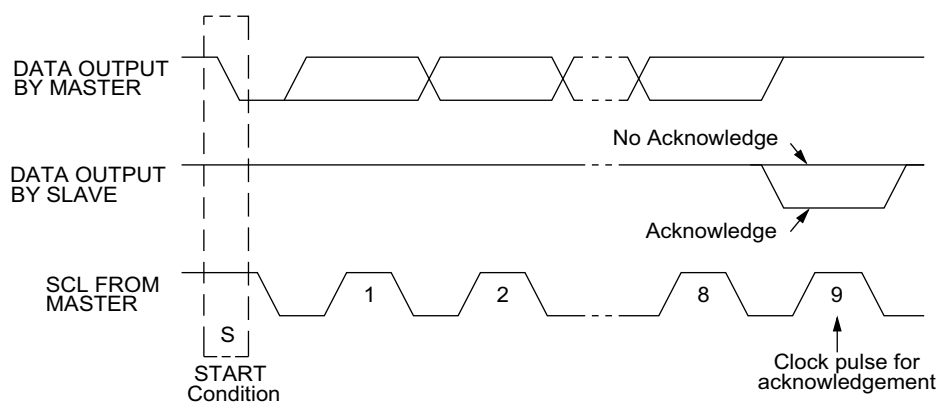 DATA OUTPUT
BY MASTER
No Acknowledge
DATA OUTPUT
BY SLAVE
Acknowledge
SCL FROM
MASTER
1
2
8
9
S
START
Condition
Clock pulse for
acknowledgement